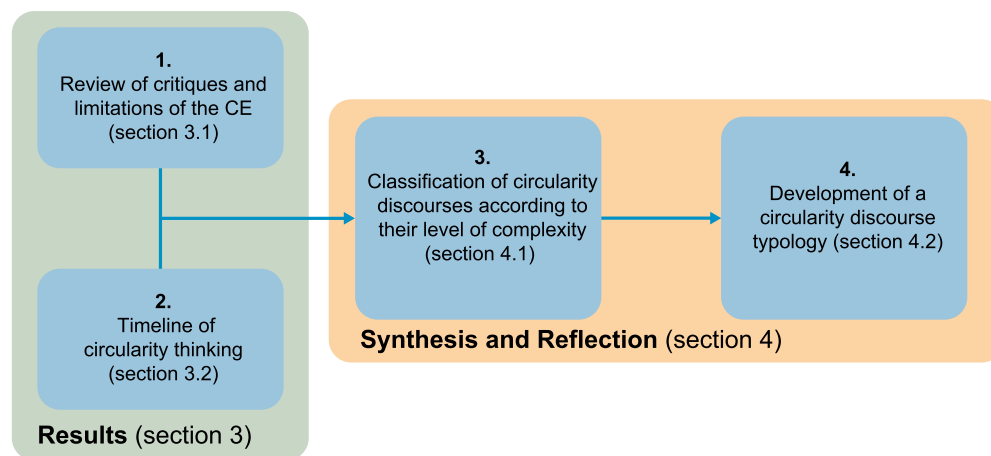 1.
Review of critiques and
limitations of the CE
(section 3.1)
2.
Timeline of
circularity thinking
(section 3.2)
Results (section 3)
3.
Classification of circularity
discourses according to
their level of complexity
(section 4.1)
4.
Development of a
circularity discourse
typology (section 4.2)
Synthesis and Reflection (section 4)